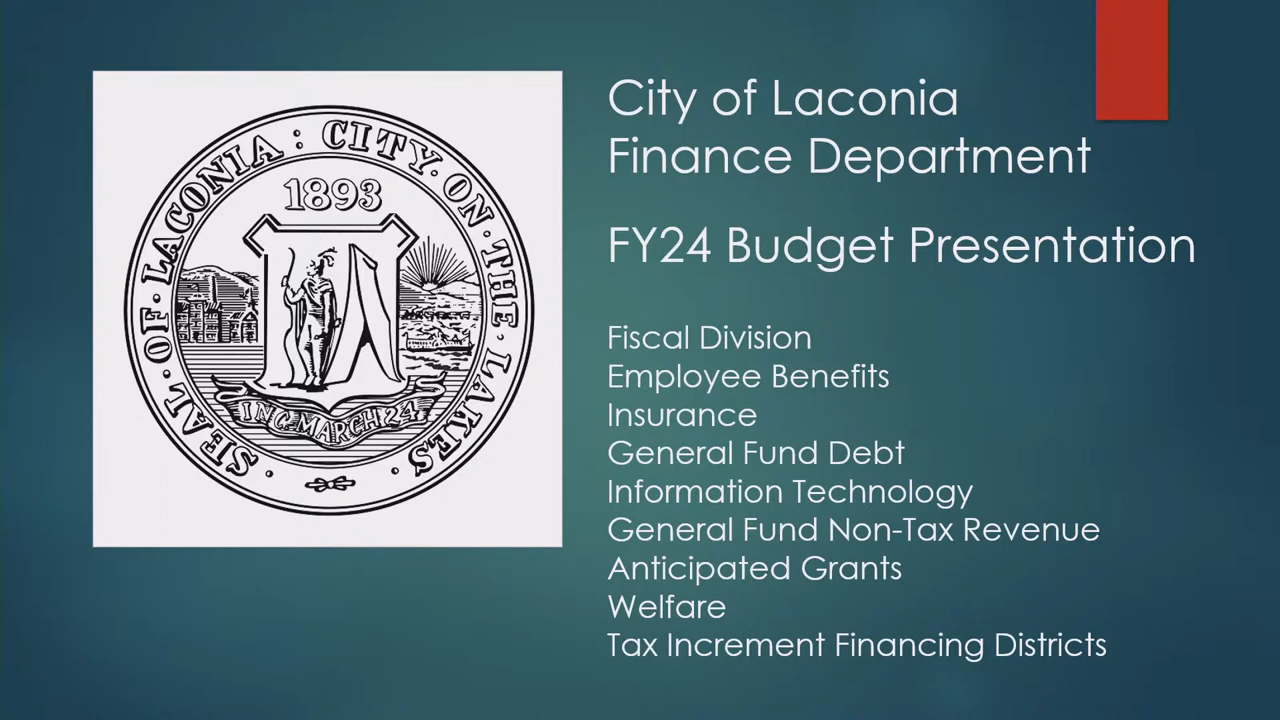 SEAL · OF · LACONIA : CITY · ON · THE · LAKES ·
1893
INC. MARCH 24
City of Laconia
Finance Department
FY24 Budget Presentation
Fiscal Division
Employee Benefits
Insurance
General Fund Debt
Information Technology
General Fund Non-Tax Revenue
Anticipated Grants
Welfare
Tax Increment Financing Districts